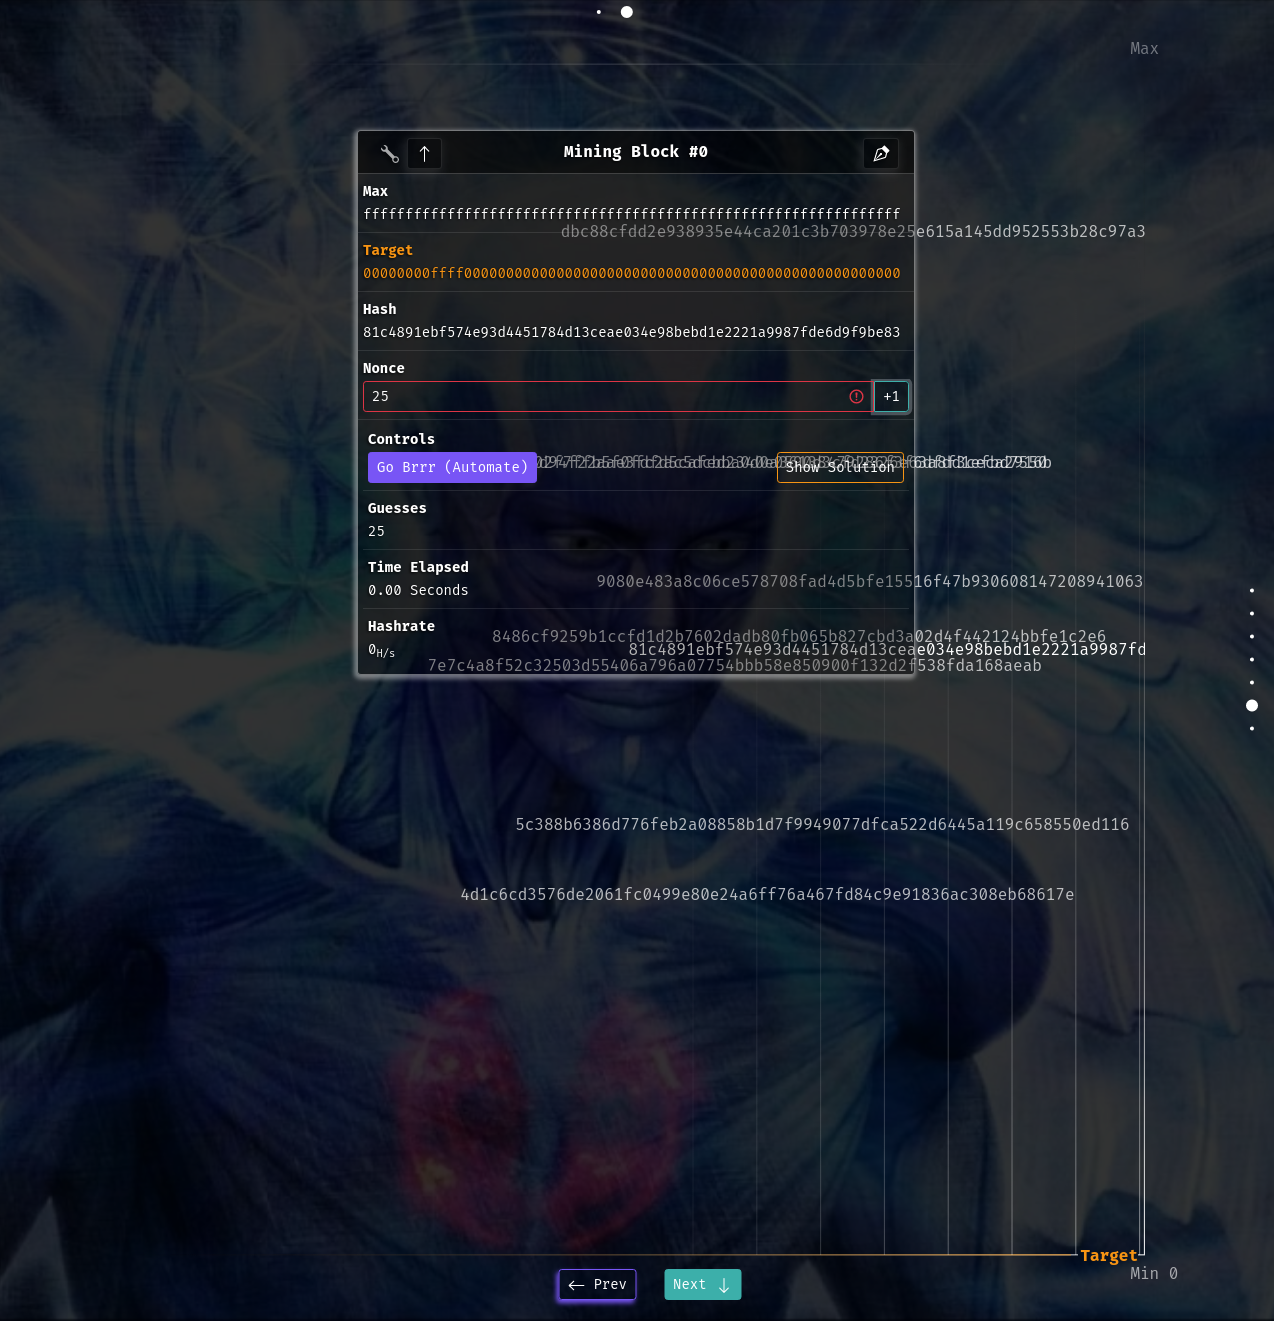 Max
Mining Block #0
Max
ffffffffffffffffffffffffffffffffffffffffffffffffffffffffffffffff
dbc88cfdd2e938935e44ca201c3b703978e25e615a145dd952553b28c97a3
Target
00000000ffff0000000000000000000000000000000000000000000000000000
Hash
81c4891ebf574e93d4451784d13ceae034e98bebd1e2221a9987fde6d9f9be83
Nonce
25
+1
Controls
Go Brrr (Automate)
Show Solution
Guesses
25
Time Elapsed
0.00 Seconds
9080e483a8c06ce578708fad4d5bfe15516f47b930608147208941063
Hashrate
0H/s
8486cf9259b1ccfd1d2b7602dadb80fb065b827cbd3a02d4f442124bbfe1c2e6
81c4891ebf574e93d4451784d13ceae034e98bebd1e2221a9987fd
7e7c4a8f52c32503d55406a796a07754bbb58e850900f132d2f538fda168aeab
5c388b6386d776feb2a08858b1d7f9949077dfca522d6445a119c658550ed116
4d1c6cd3576de2061fc0499e80e24a6ff76a467fd84c9e91836ac308eb68617e
Target
Min 0
← Prev
Next ↓